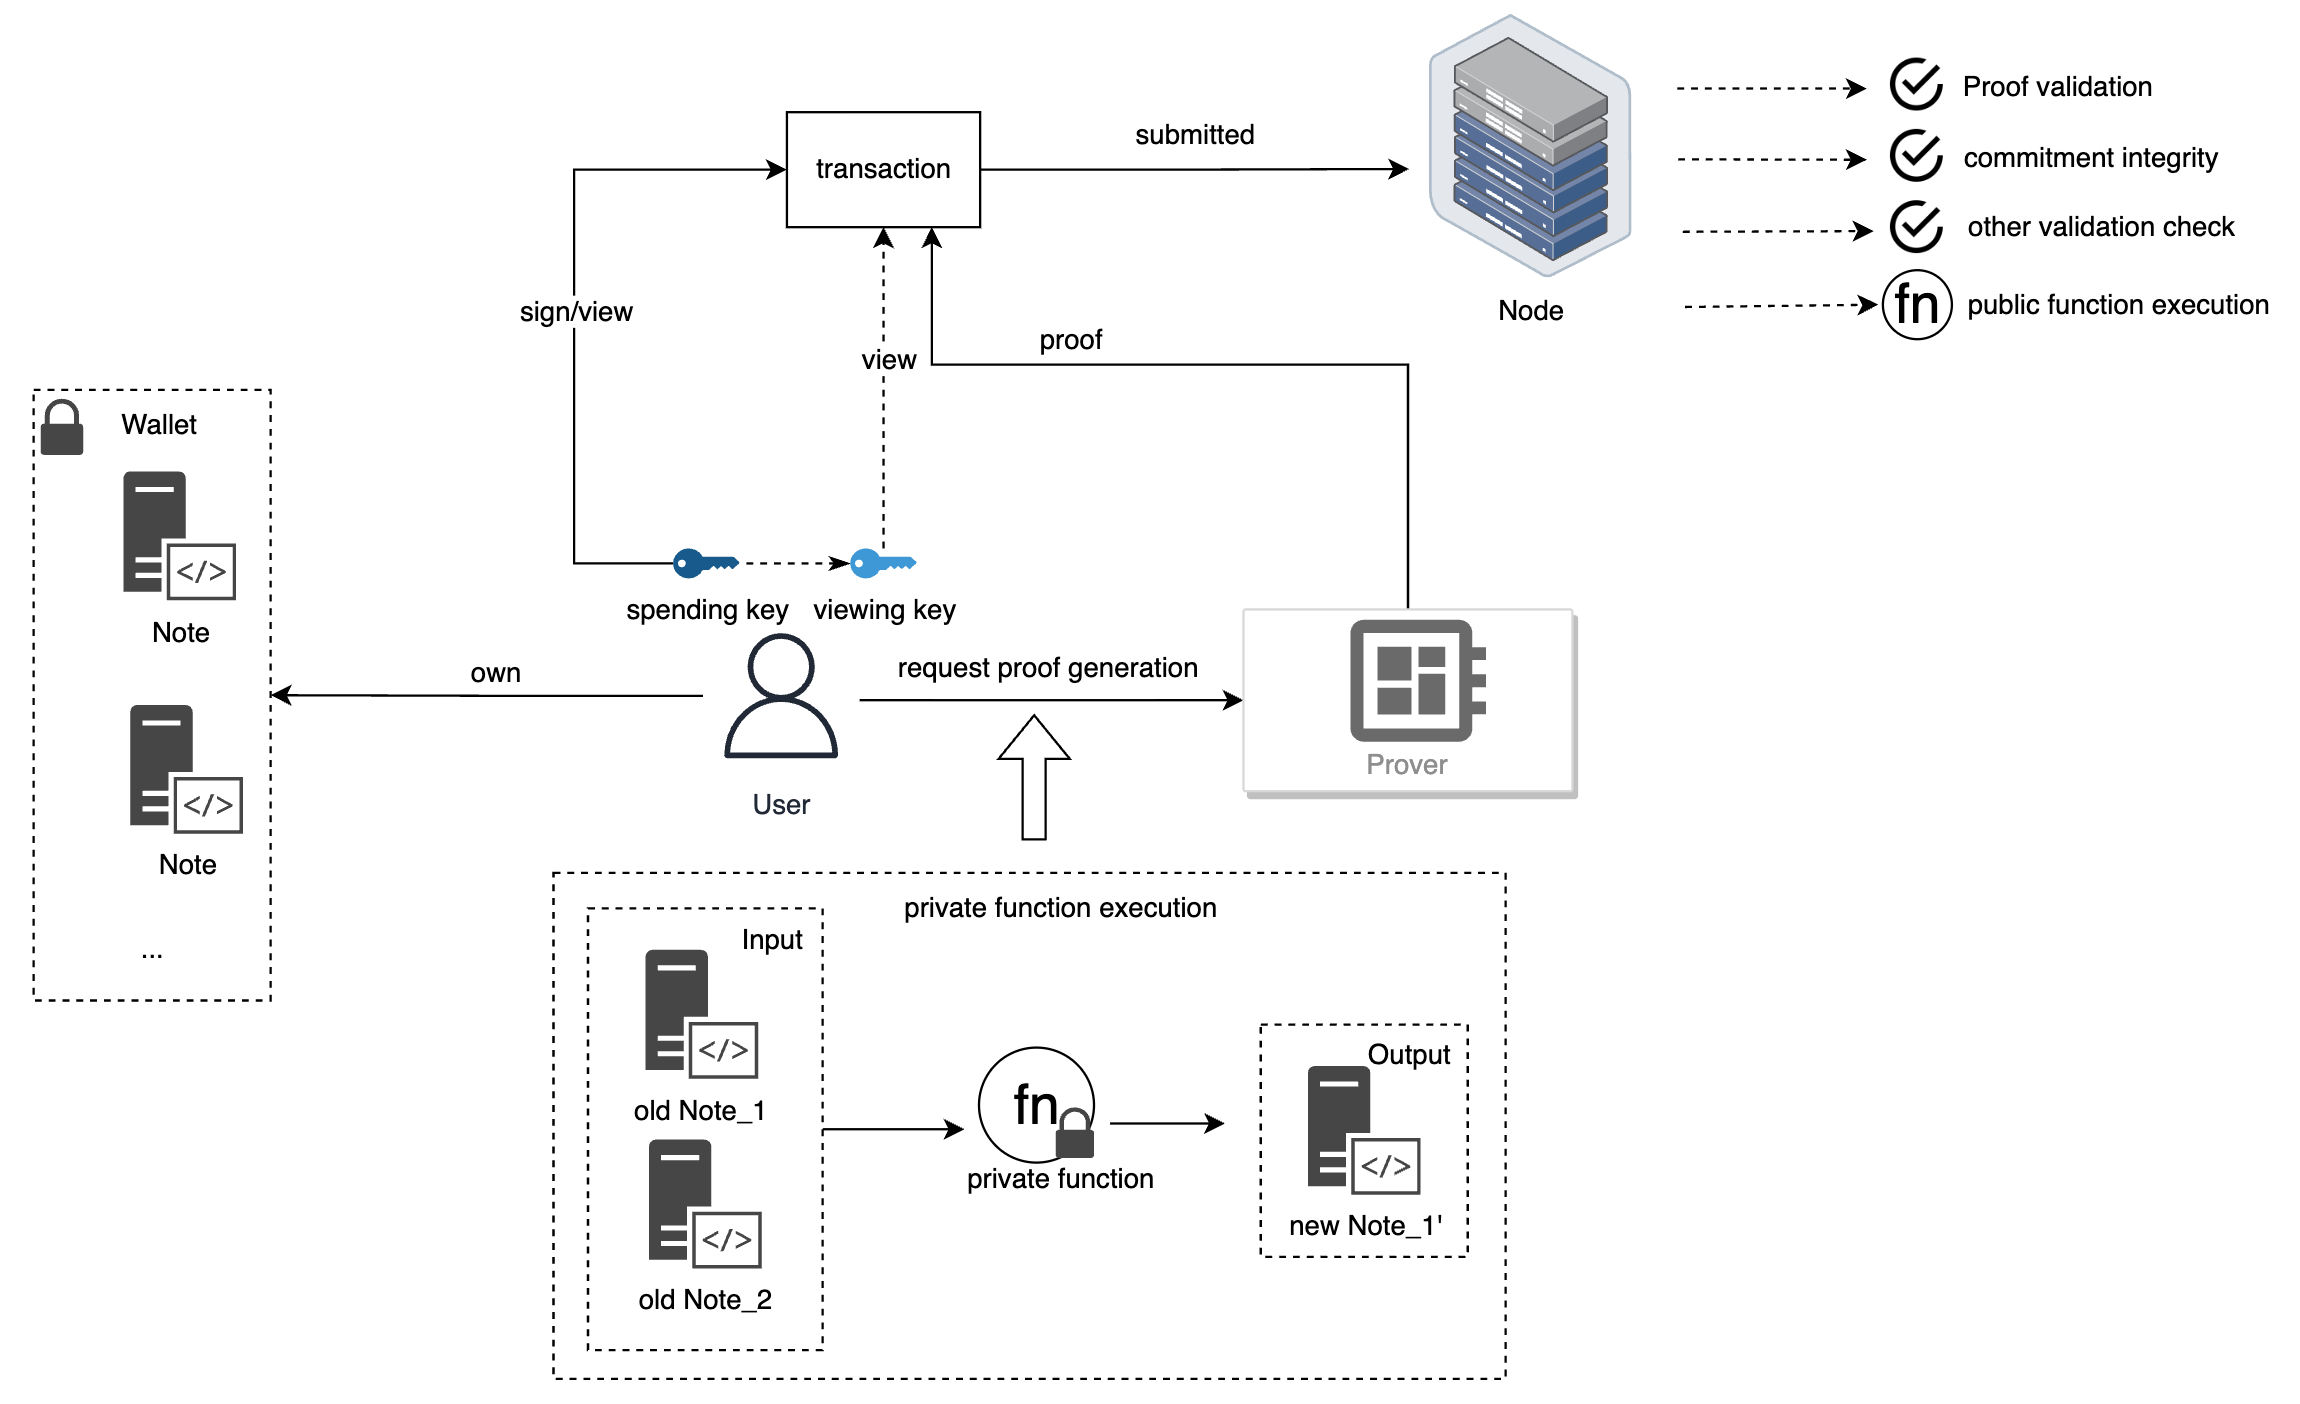 transaction
submitted
Node
Proof validation
commitment integrity
other validation check
fn
public function execution
sign/view
view
proof
Wallet
</>
Note
</>
Note
...
spending key
viewing key
own
User
request proof generation
Prover
private function execution
Input
</>
old Note_1
</>
old Note_2
fn
private function
Output
</>
new Note_1'